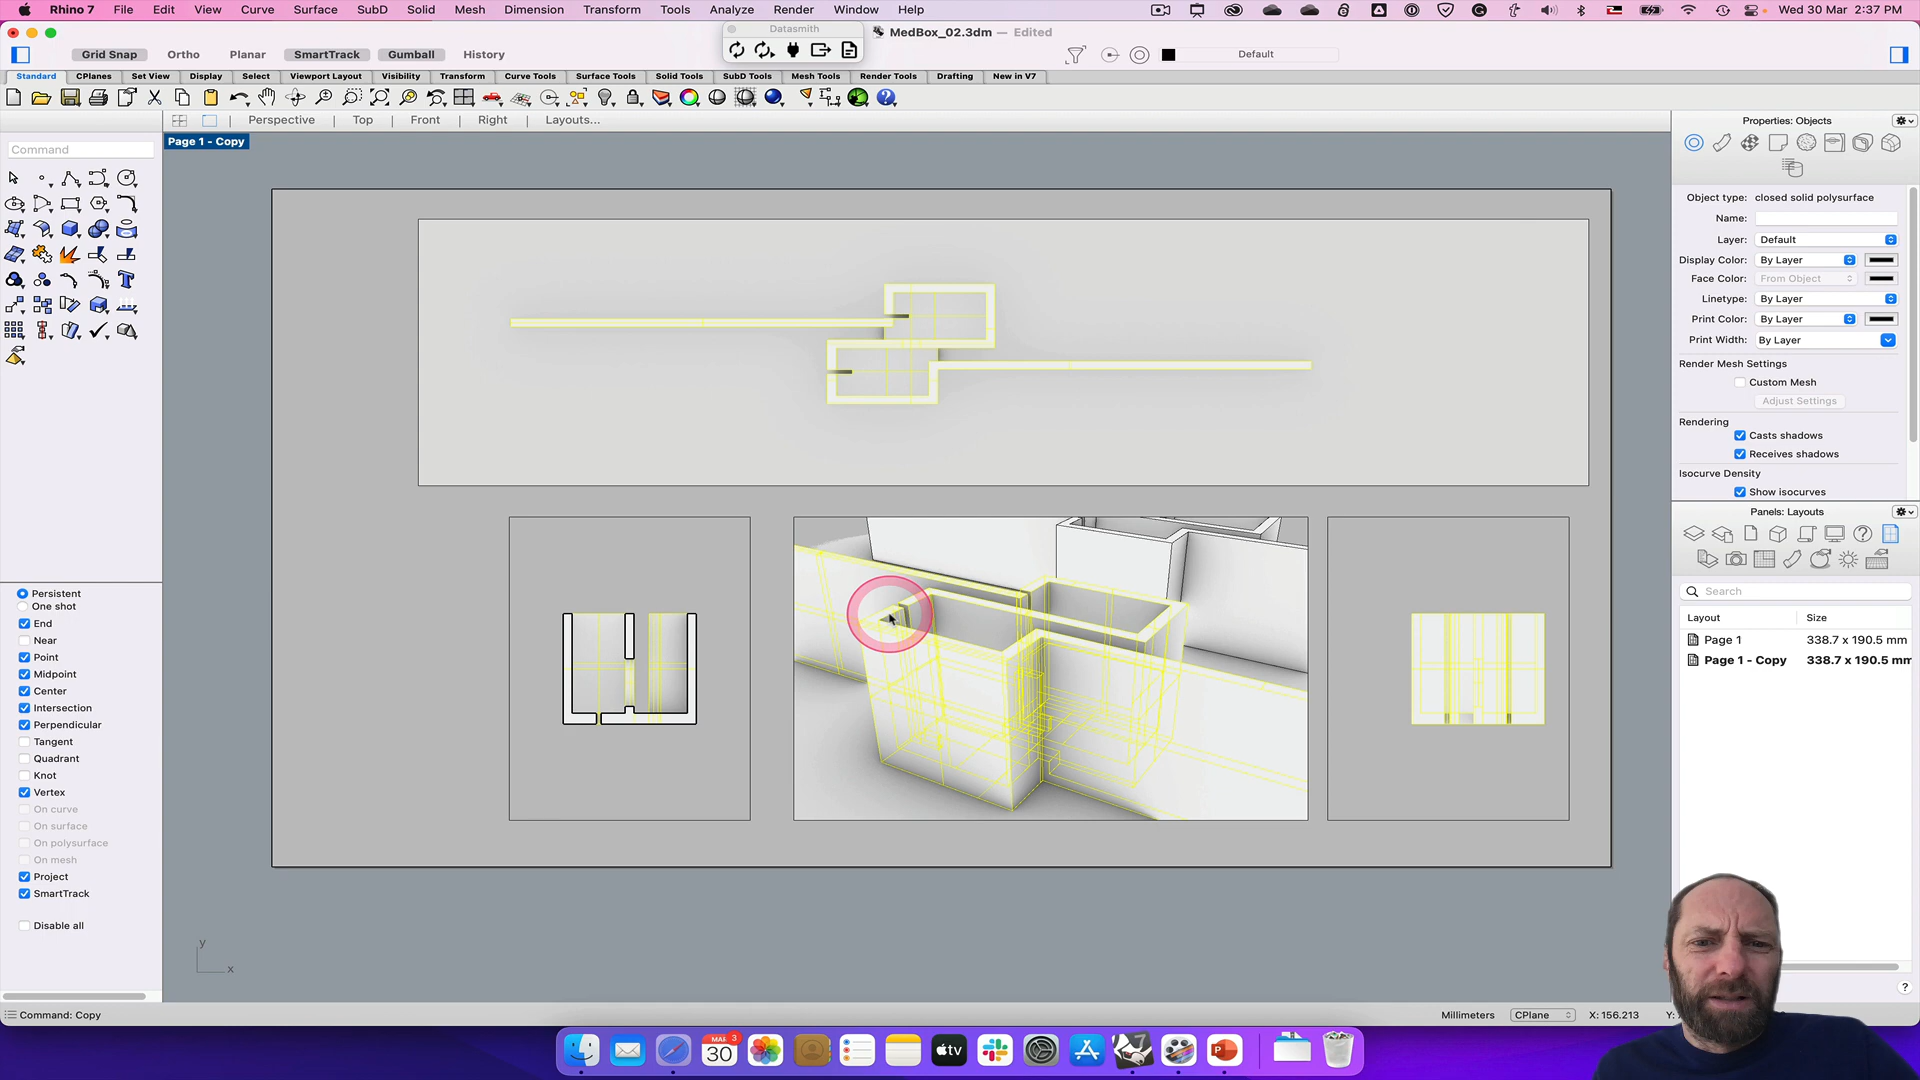 Rhino 7 File Edit View Curve Surface SubD Solid Mesh Dimension Transform Tools Analyze Render Window Help Wed 30 Mar 2:37 PM
Datasmith
MedBox_02.3dm — Edited
Grid Snap Ortho Planar SmartTrack Gumball History Default
Standard CPlanes Set View Display Select Viewport Layout Visibility Transform Curve Tools Surface Tools Solid Tools SubD Tools Mesh Tools Render Tools Drafting New in V7
Perspective Top Front Right Layouts...
Page 1 - Copy
Command
Persistent
One shot
End
Near
Point
Midpoint
Center
Intersection
Perpendicular
Tangent
Quadrant
Knot
Vertex
On curve
On surface
On polysurface
On mesh
Project
SmartTrack
Disable all
y
x
Properties: Objects
Object type: closed solid polysurface
Name:
Layer: Default
Display Color: By Layer
Face Color: From Object
Linetype: By Layer
Print Color: By Layer
Print Width: By Layer
Render Mesh Settings
Custom Mesh
Adjust Settings
Rendering
Casts shadows
Receives shadows
Isocurve Density
Show isocurves
Panels: Layouts
Search
Layout Size
Page 1 338.7 x 190.5 mm
Page 1 - Copy 338.7 x 190.5 mm
Command: Copy
Millimeters CPlane X: 156.213 Y:
MAR 3
30
tv